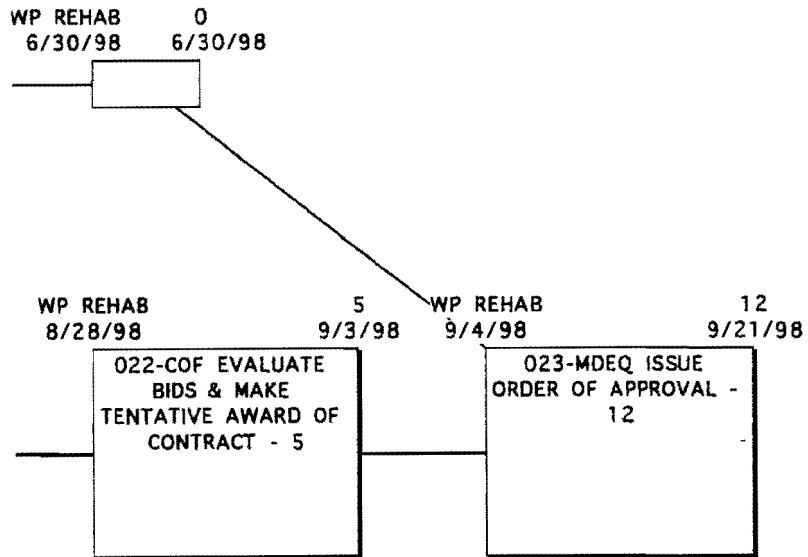 WP REHAB 0
6/30/98 6/30/98
WP REHAB 5
8/28/98 9/3/98
022-COF EVALUATE
BIDS & MAKE
TENTATIVE AWARD OF
CONTRACT - 5
WP REHAB 12
9/4/98 9/21/98
023-MDEQ ISSUE
ORDER OF APPROVAL -
12